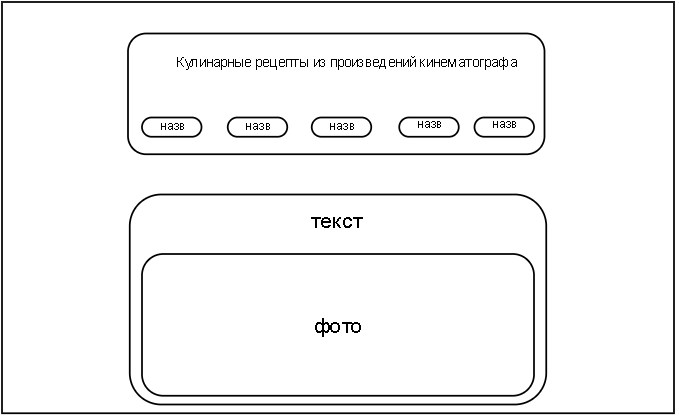 Кулинарные рецепты из произведений кинематографа
назв назв назв назв назв
текст
фото